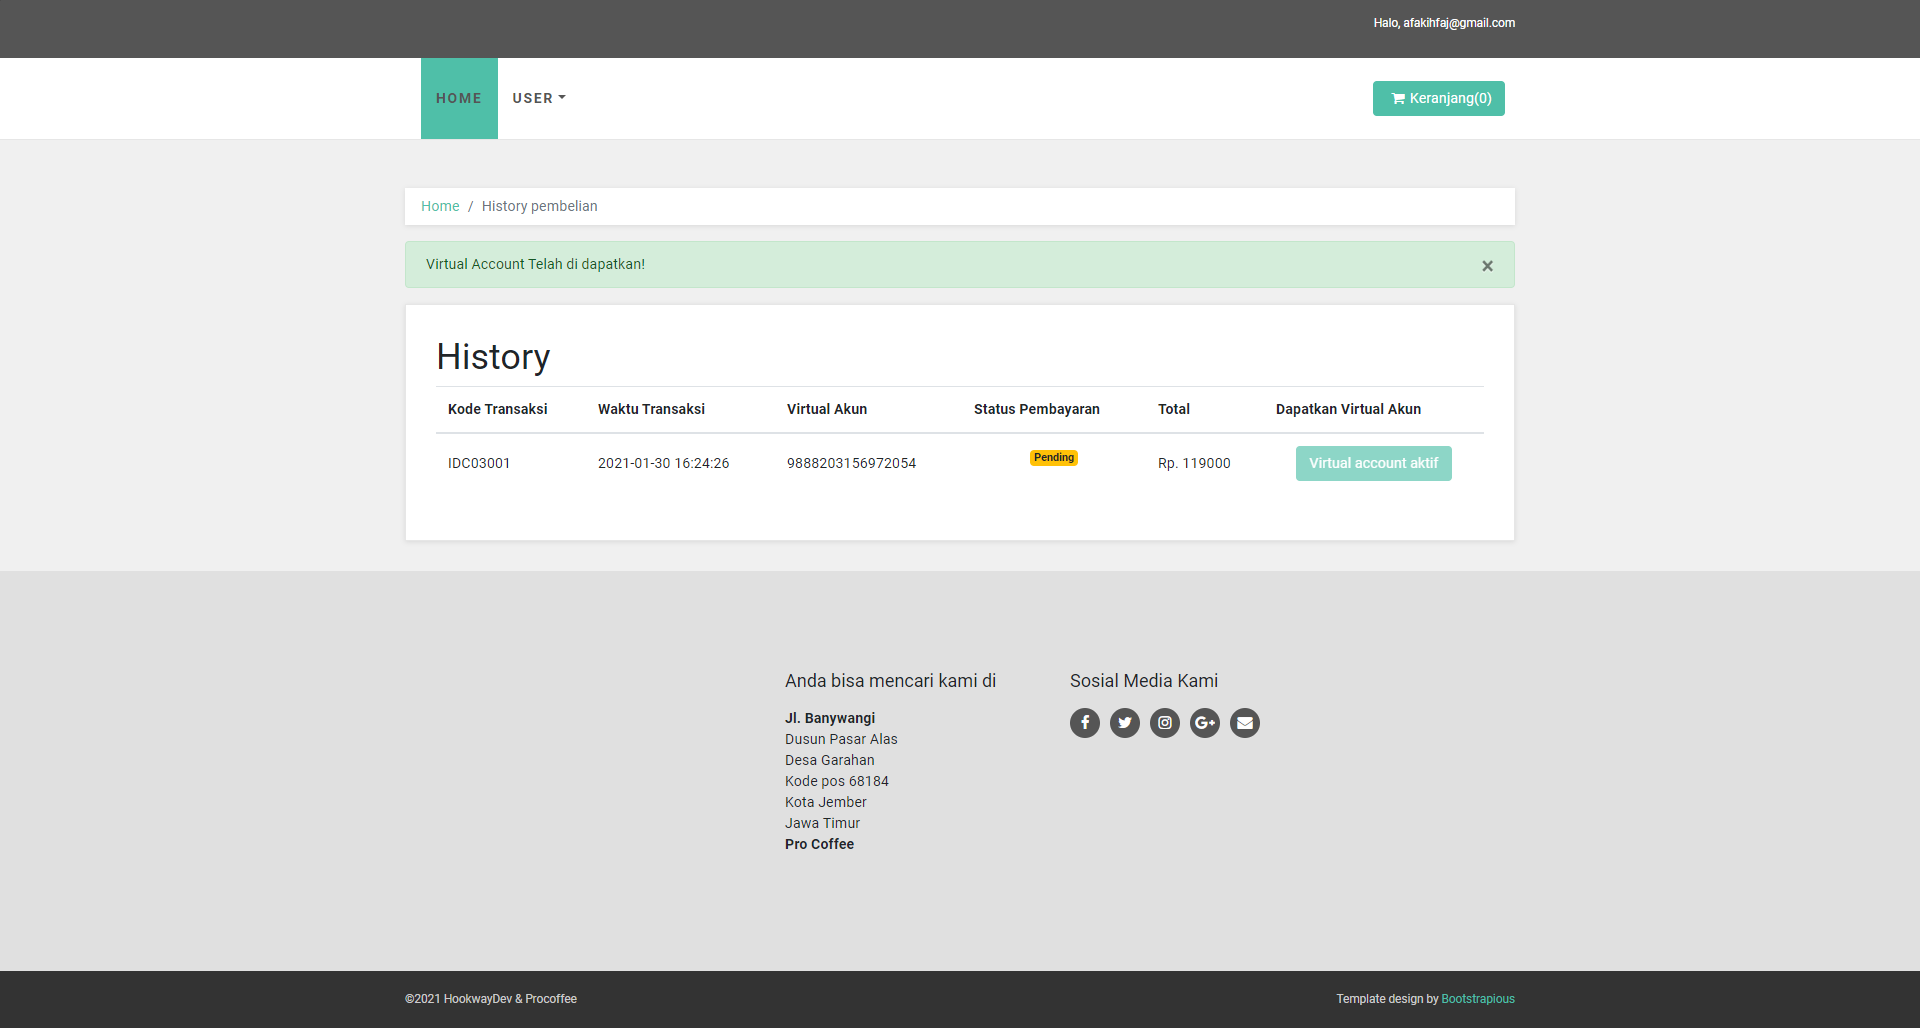 Halo, afakihfaj@gmail.com
HOME USER Keranjang(0)
Home / History pembelian
Virtual Account Telah di dapatkan! ×
History
Kode Transaksi Waktu Transaksi Virtual Akun Status Pembayaran Total Dapatkan Virtual Akun
IDC03001 2021-01-30 16:24:26 9888203156972054 Pending Rp. 119000 Virtual account aktif
Anda bisa mencari kami di
Jl. Banywangi
Dusun Pasar Alas
Desa Garahan
Kode pos 68184
Kota Jember
Jawa Timur
Pro Coffee
Sosial Media Kami
©2021 HookwayDev & Procoffee
Template design by Bootstrapious